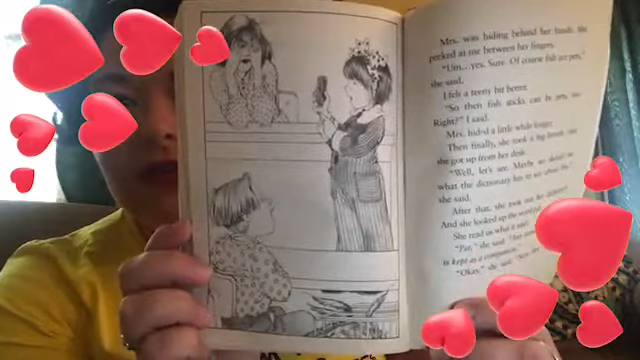 Mrs. was hiding behind her hands. She
peeked at me between her fingers.
"Um...yes. Sure. Of course fish are pets,"
she said.
I felt a teeny bit better.
"So then fish sticks can be pets, too.
Right?" I said.
Mrs. hided a little while longer.
Then finally, she took a big breath. And
she got up from her desk.
"Well, let's see. Maybe we should see
what the dictionary has to say about this,"
she said.
After that, she took out her dictionary.
And she looked up the word
She read us what it said.
"Pet," she said.
is kept as a companion."
"Okay," she said.